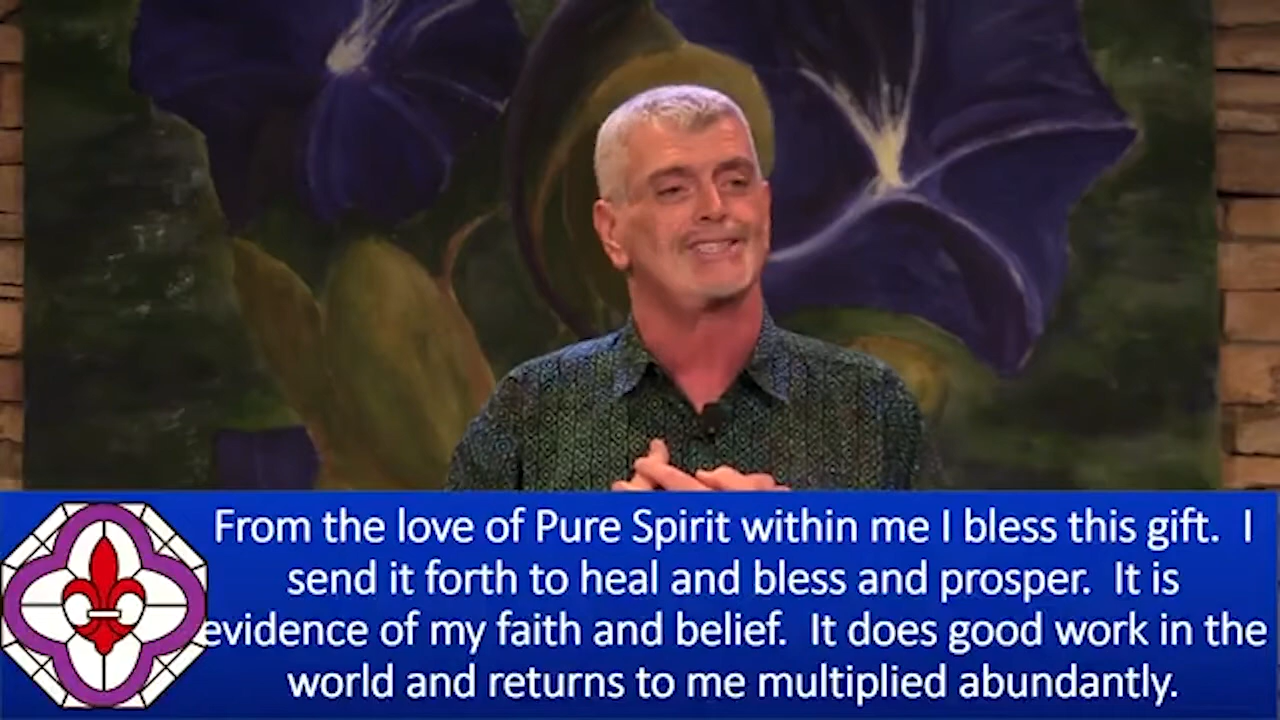 From the love of Pure Spirit within me I bless this gift.  I
send it forth to heal and bless and prosper.  It is
evidence of my faith and belief.  It does good work in the
world and returns to me multiplied abundantly.